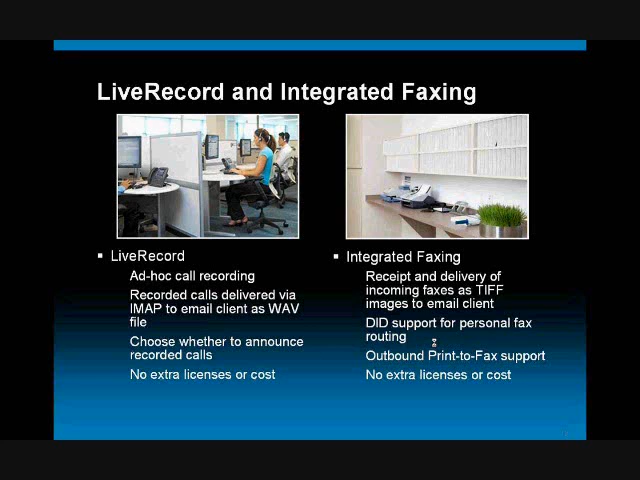 LiveRecord and Integrated Faxing
▪ LiveRecord
Ad-hoc call recording
Recorded calls delivered via
IMAP to email client as WAV
file
Choose whether to announce
recorded calls
No extra licenses or cost
▪ Integrated Faxing
Receipt and delivery of
incoming faxes as TIFF
images to email client
DID support for personal fax
routing
Outbound Print-to-Fax support
No extra licenses or cost